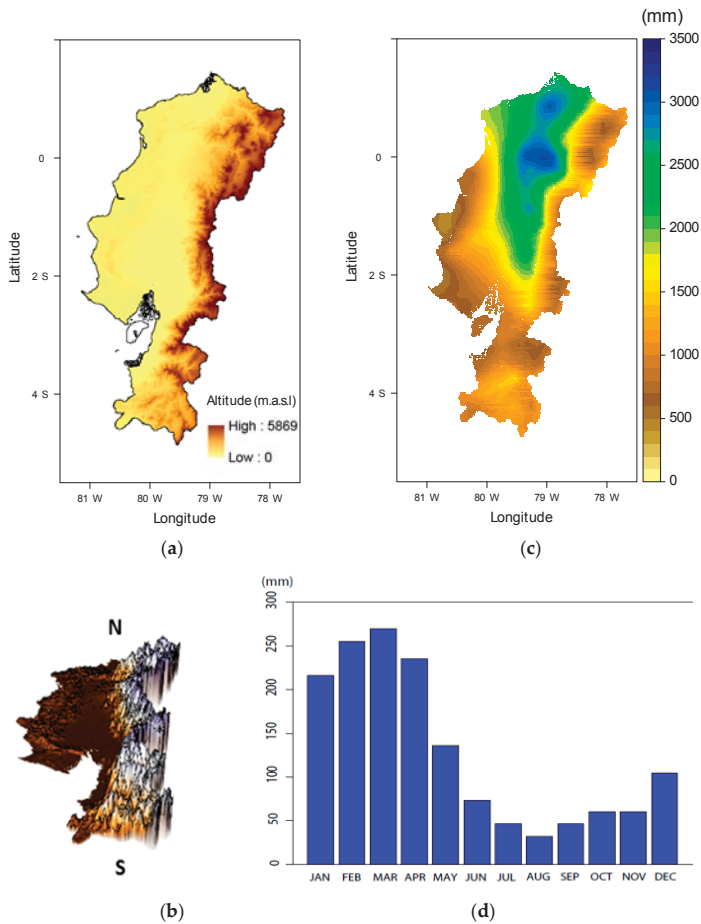 Latitude
0
2 S
4 S
Altitude (m.a.s.l)
High : 5869
Low : 0
81 W 80 W 79 W 78 W
Longitude
(a)
(mm)
3500
3000
2500
2000
1500
1000
500
0
Latitude
0
2 S
4 S
81 W 80 W 79 W 78 W
Longitude
(c)
N
S
(b)
(mm)
300
250
200
150
100
50
0
JAN FEB MAR APR MAY JUN JUL AUG SEP OCT NOV DEC
(d)